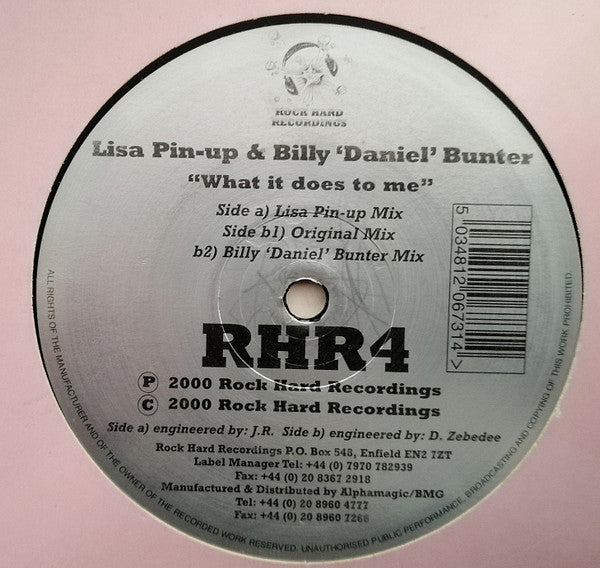 ROCK HARD
RECORDINGS
Lisa Pin-up & Billy ‘Daniel’ Bunter
“What it does to me”
Side a) Lisa Pin-up Mix
Side b1) Original Mix
b2) Billy ‘Daniel’ Bunter Mix
5 034812 067314 >
RHR4
P 2000 Rock Hard Recordings
C 2000 Rock Hard Recordings
Side a) engineered by: J.R. Side b) engineered by: D. Zebedee
Rock Hard Recordings P.O. Box 548, Enfield EN2 7ZT
Label Manager Tel: +44 (0) 7970 782939
Fax: +44 (0) 20 8367 2918
Manufactured & Distributed by Alphamagic/BMG
Tel: +44 (0) 20 8960 4777
Fax: +44 (0) 20 8960 7266
ALL RIGHTS OF THE MANUFACTURER AND OF THE OWNER OF THE RECORDED WORK RESERVED. UNAUTHORISED PUBLIC PERFORMANCE, BROADCASTING AND COPYING OF THIS WORK PROHIBITED.